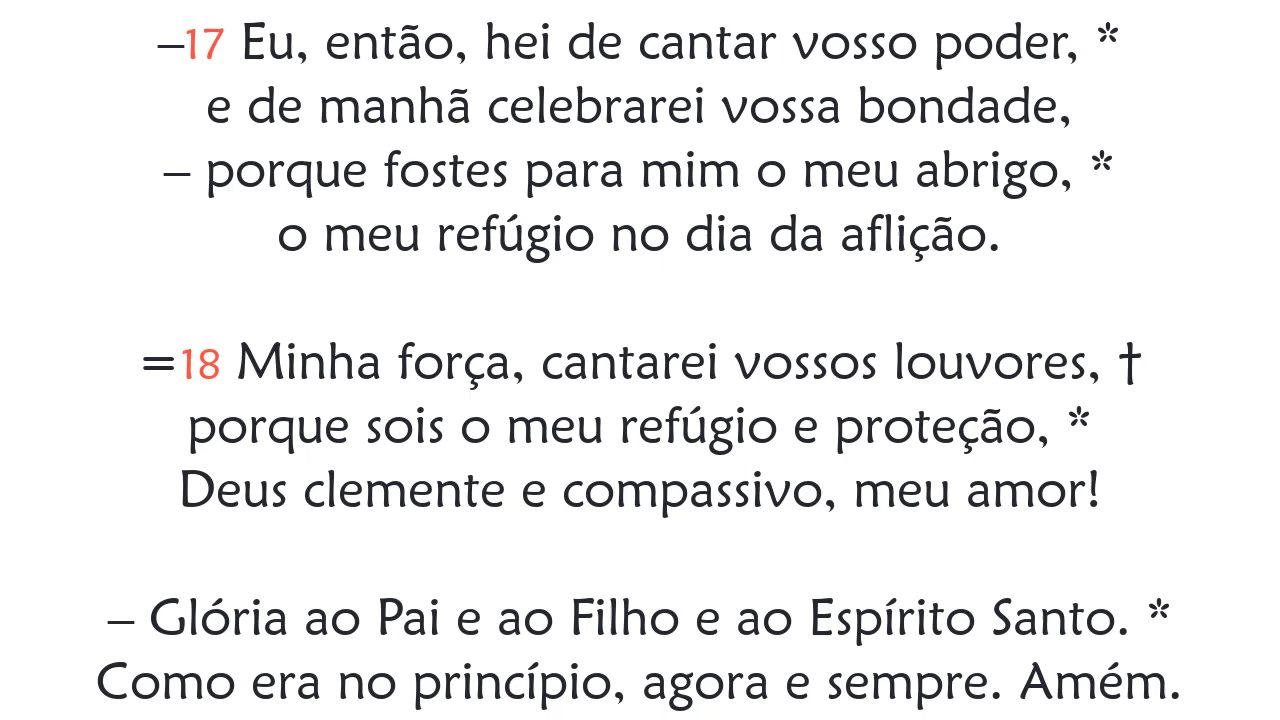 –17 Eu, então, hei de cantar vosso poder, *
e de manhã celebrarei vossa bondade,
– porque fostes para mim o meu abrigo, *
o meu refúgio no dia da aflição.
=18 Minha força, cantarei vossos louvores, †
porque sois o meu refúgio e proteção, *
Deus clemente e compassivo, meu amor!
– Glória ao Pai e ao Filho e ao Espírito Santo. *
Como era no princípio, agora e sempre. Amém.